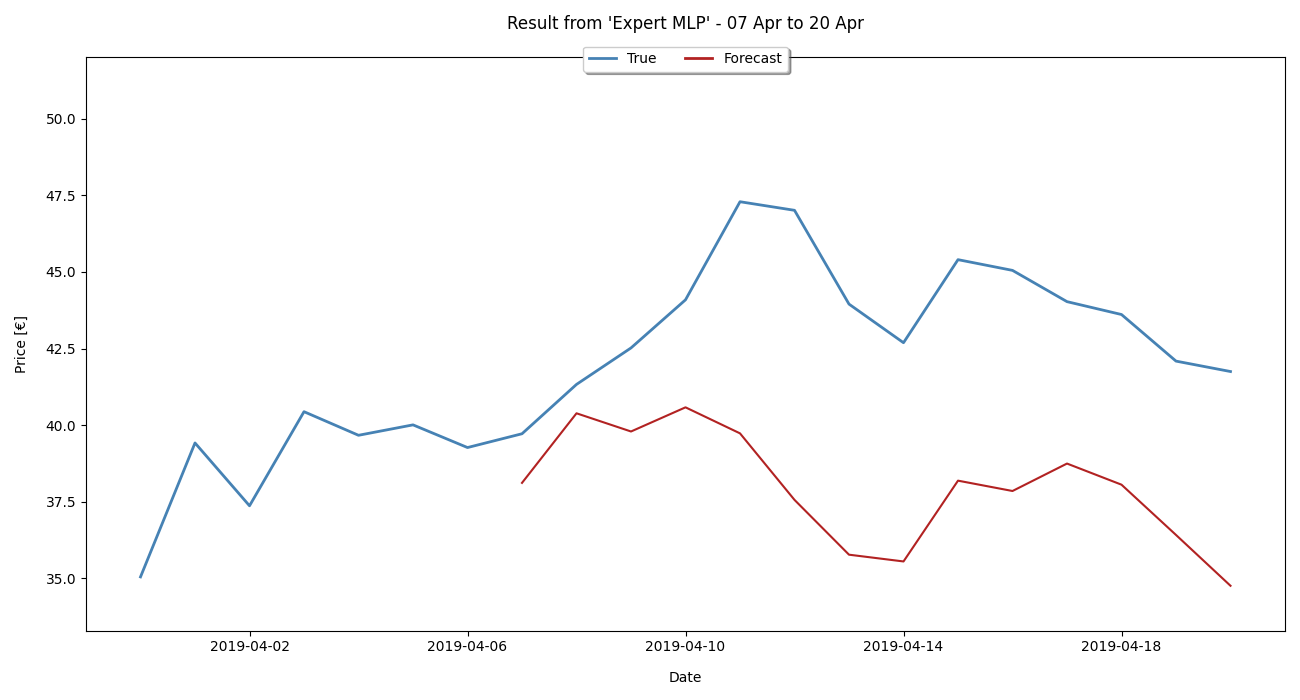 Result from 'Expert MLP' - 07 Apr to 20 Apr
True
Forecast
50.0
47.5
45.0
42.5
40.0
37.5
35.0
Price [€]
2019-04-02
2019-04-06
2019-04-10
2019-04-14
2019-04-18
Date